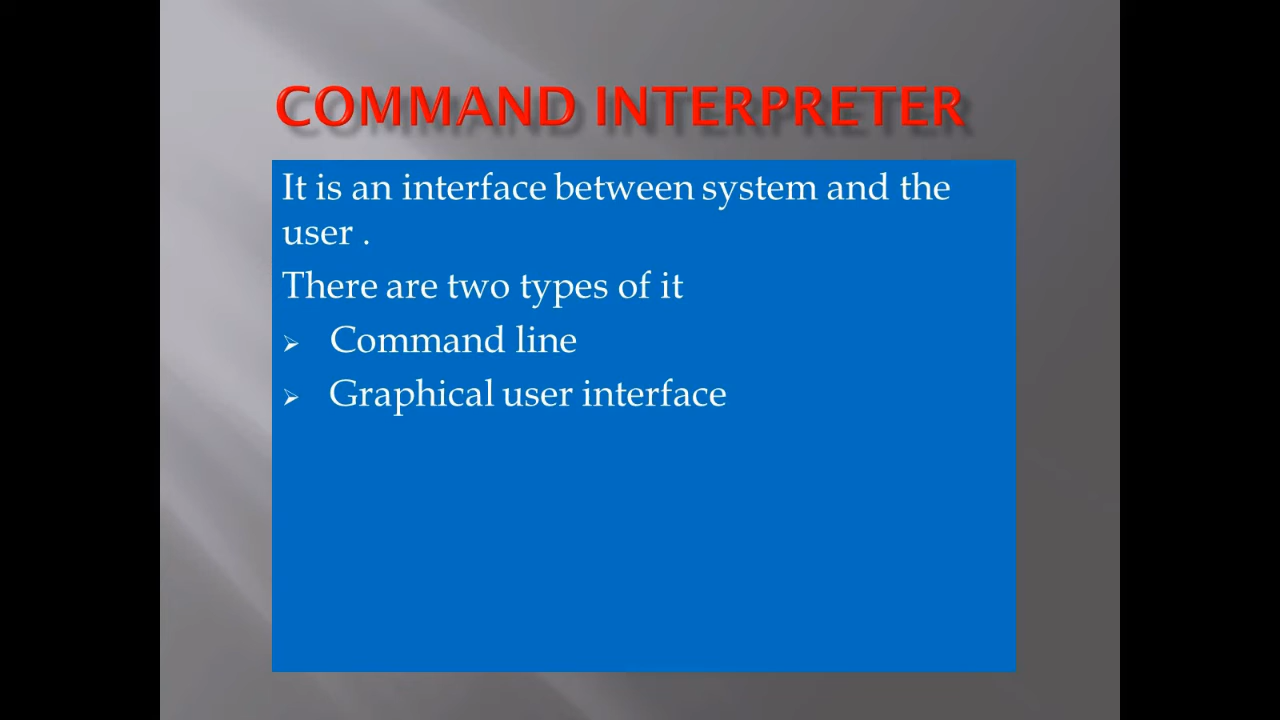 COMMAND INTERPRETER
It is an interface between system and the
user .
There are two types of it
➢ Command line
➢ Graphical user interface